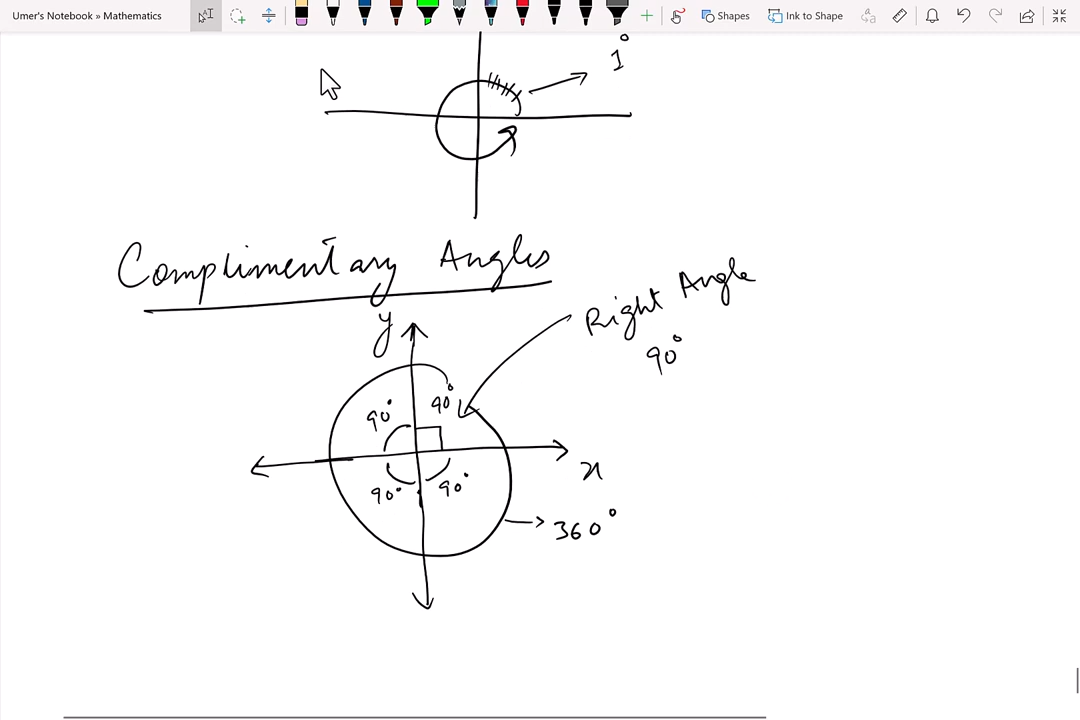 Umer's Notebook » Mathematics
Shapes
Ink to Shape
1°
Complimentary Angles
Right Angle
90°
y
90°
90°
x
90°
90°
360°